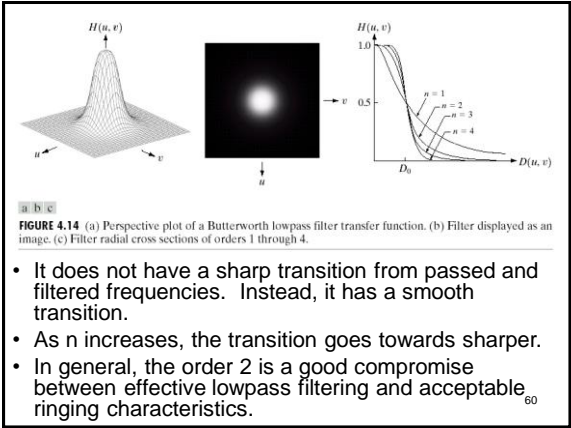 H(u, v)
u
v
v
u
H(u, v)
1.0
0.5
n = 1
n = 2
n = 3
n = 4
D₀
D(u, v)
a b c
FIGURE 4.14 (a) Perspective plot of a Butterworth lowpass filter transfer function. (b) Filter displayed as an
image. (c) Filter radial cross sections of orders 1 through 4.
• It does not have a sharp transition from passed and
filtered frequencies. Instead, it has a smooth
transition.
• As n increases, the transition goes towards sharper.
• In general, the order 2 is a good compromise
between effective lowpass filtering and acceptable
ringing characteristics.
60